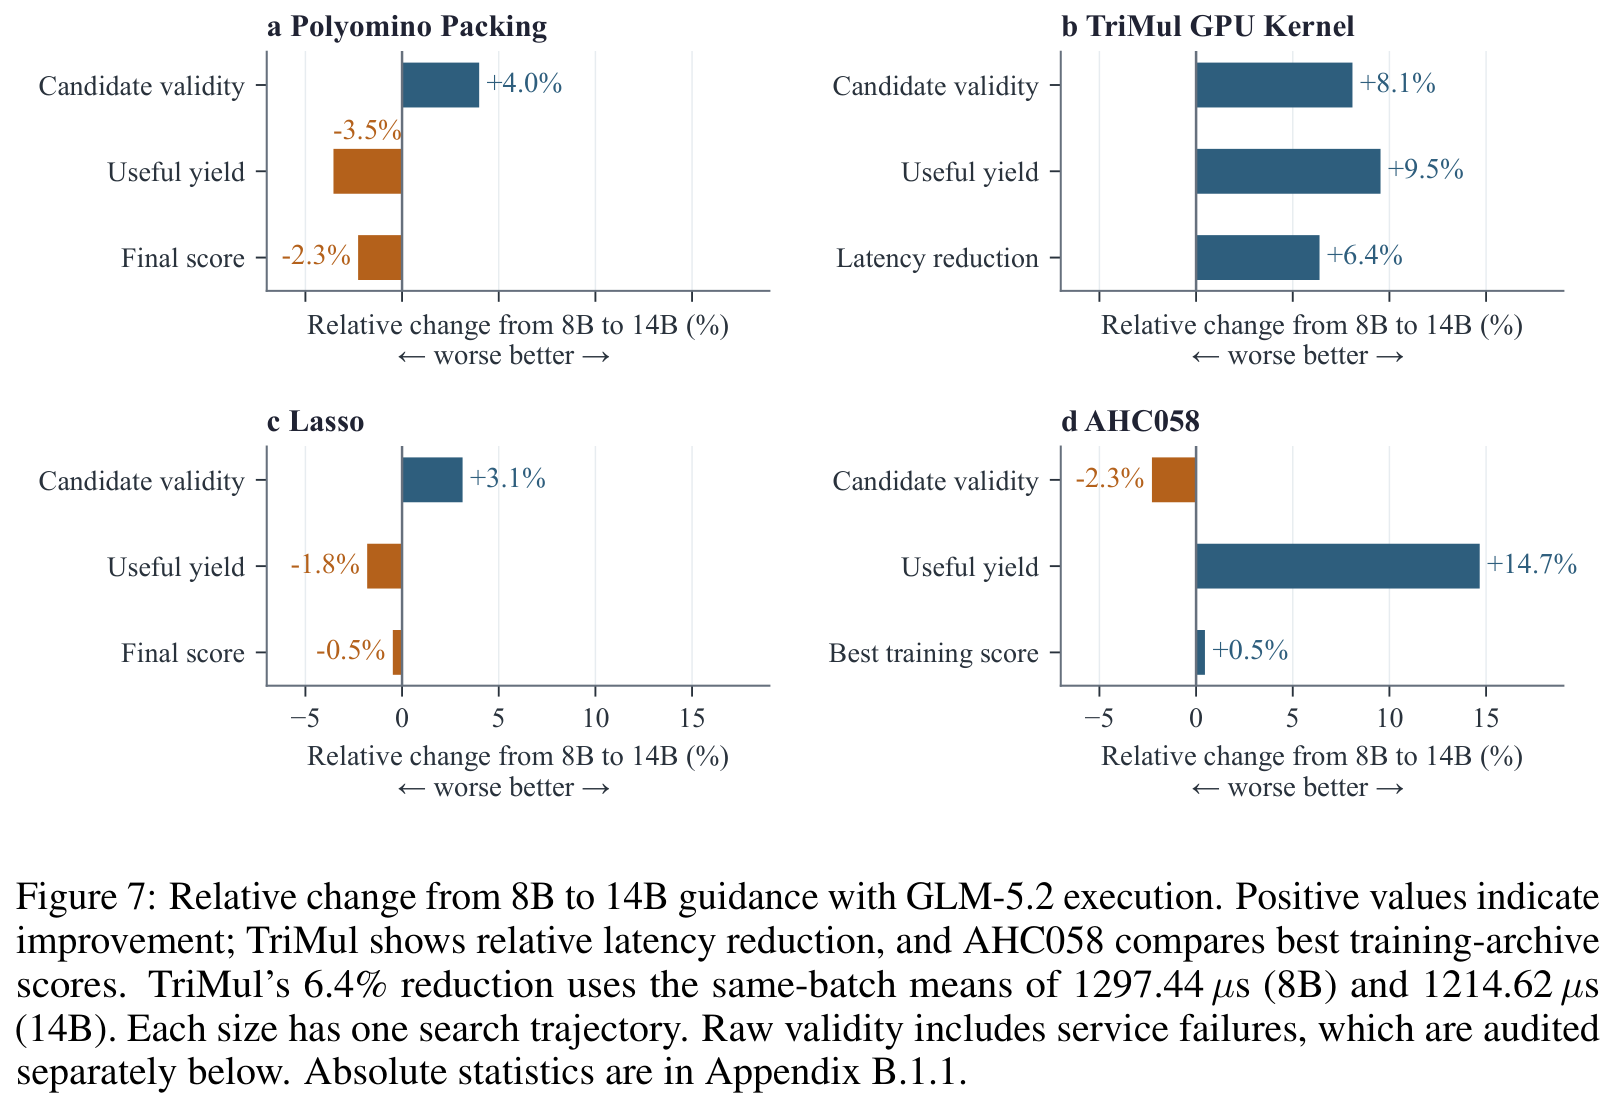 a Polyomino Packing
Candidate validity
+4.0%
-3.5%
Useful yield
Final score
-2.3%
Relative change from 8B to 14B (%)
← worse better →
b TriMul GPU Kernel
Candidate validity
+8.1%
Useful yield
+9.5%
Latency reduction
+6.4%
Relative change from 8B to 14B (%)
← worse better →
c Lasso
Candidate validity
+3.1%
Useful yield
-1.8%
Final score
-0.5%
−5 0 5 10 15
Relative change from 8B to 14B (%)
← worse better →
d AHC058
Candidate validity
-2.3%
Useful yield
+14.7%
Best training score
+0.5%
−5 0 5 10 15
Relative change from 8B to 14B (%)
← worse better →
Figure 7: Relative change from 8B to 14B guidance with GLM-5.2 execution. Positive values indicate
improvement; TriMul shows relative latency reduction, and AHC058 compares best training-archive
scores. TriMul's 6.4% reduction uses the same-batch means of 1297.44 μs (8B) and 1214.62 μs
(14B). Each size has one search trajectory. Raw validity includes service failures, which are audited
separately below. Absolute statistics are in Appendix B.1.1.